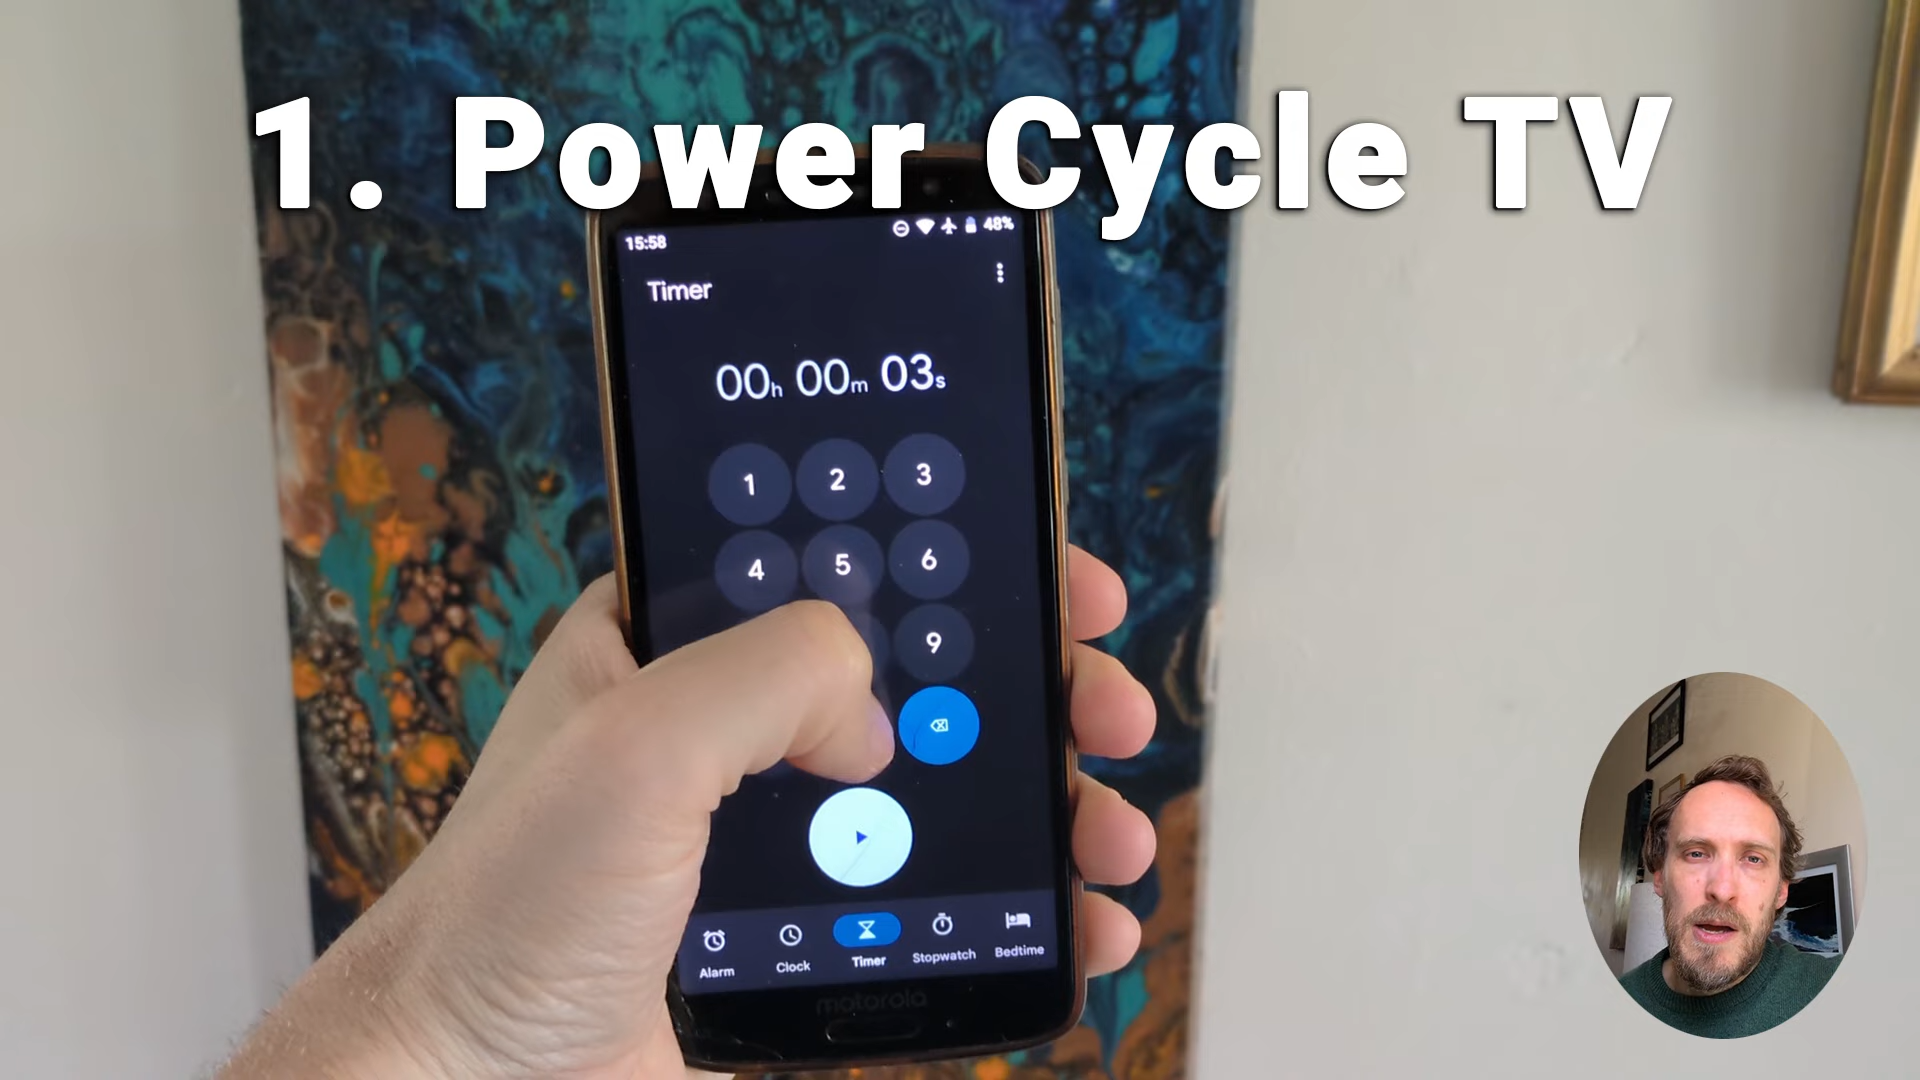 1. Power Cycle TV
15:58
48%
Timer
00h 00m 03s
1 2 3
4 5 6
9
Alarm Clock Timer Stopwatch Bedtime
motorola